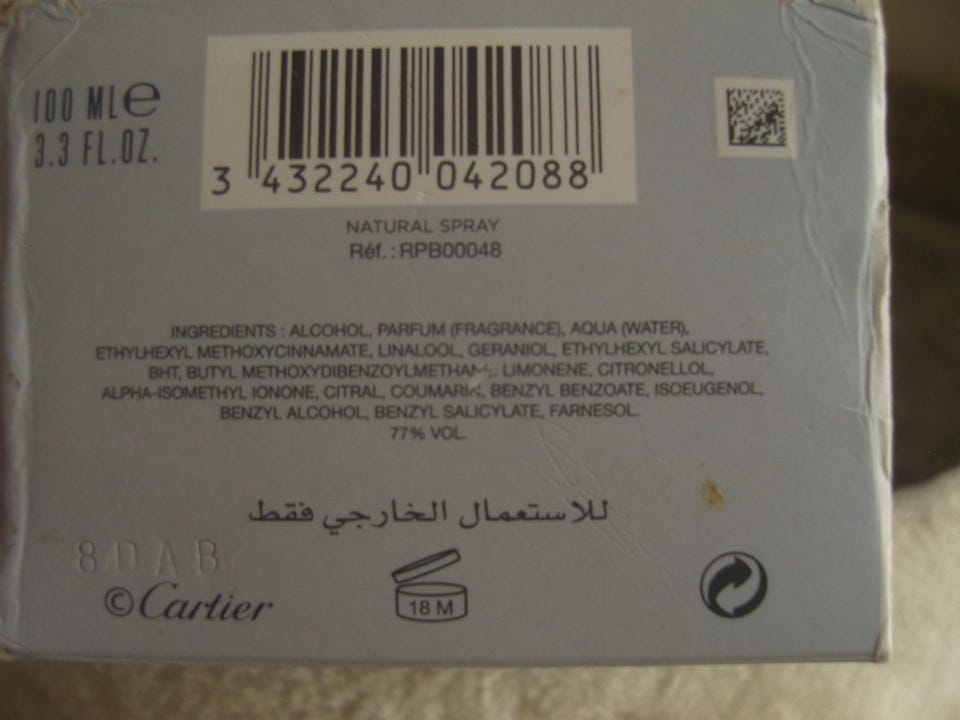 100 MLe
3.3 FL.OZ.
3 432240 042088
NATURAL SPRAY
Réf.: RPB00048
INGREDIENTS : ALCOHOL, PARFUM (FRAGRANCE), AQUA (WATER),
ETHYLHEXYL METHOXYCINNAMATE, LINALOOL, GERANIOL, ETHYLHEXYL SALICYLATE,
BHT, BUTYL METHOXYDIBENZOYLMETHANE, LIMONENE, CITRONELLOL,
ALPHA-ISOMETHYL IONONE, CITRAL, COUMARIN, BENZYL BENZOATE, ISOEUGENOL,
BENZYL ALCOHOL, BENZYL SALICYLATE, FARNESOL.
77% VOL.
للاستعمال الخارجي فقط
8DAB
©Cartier
18 M